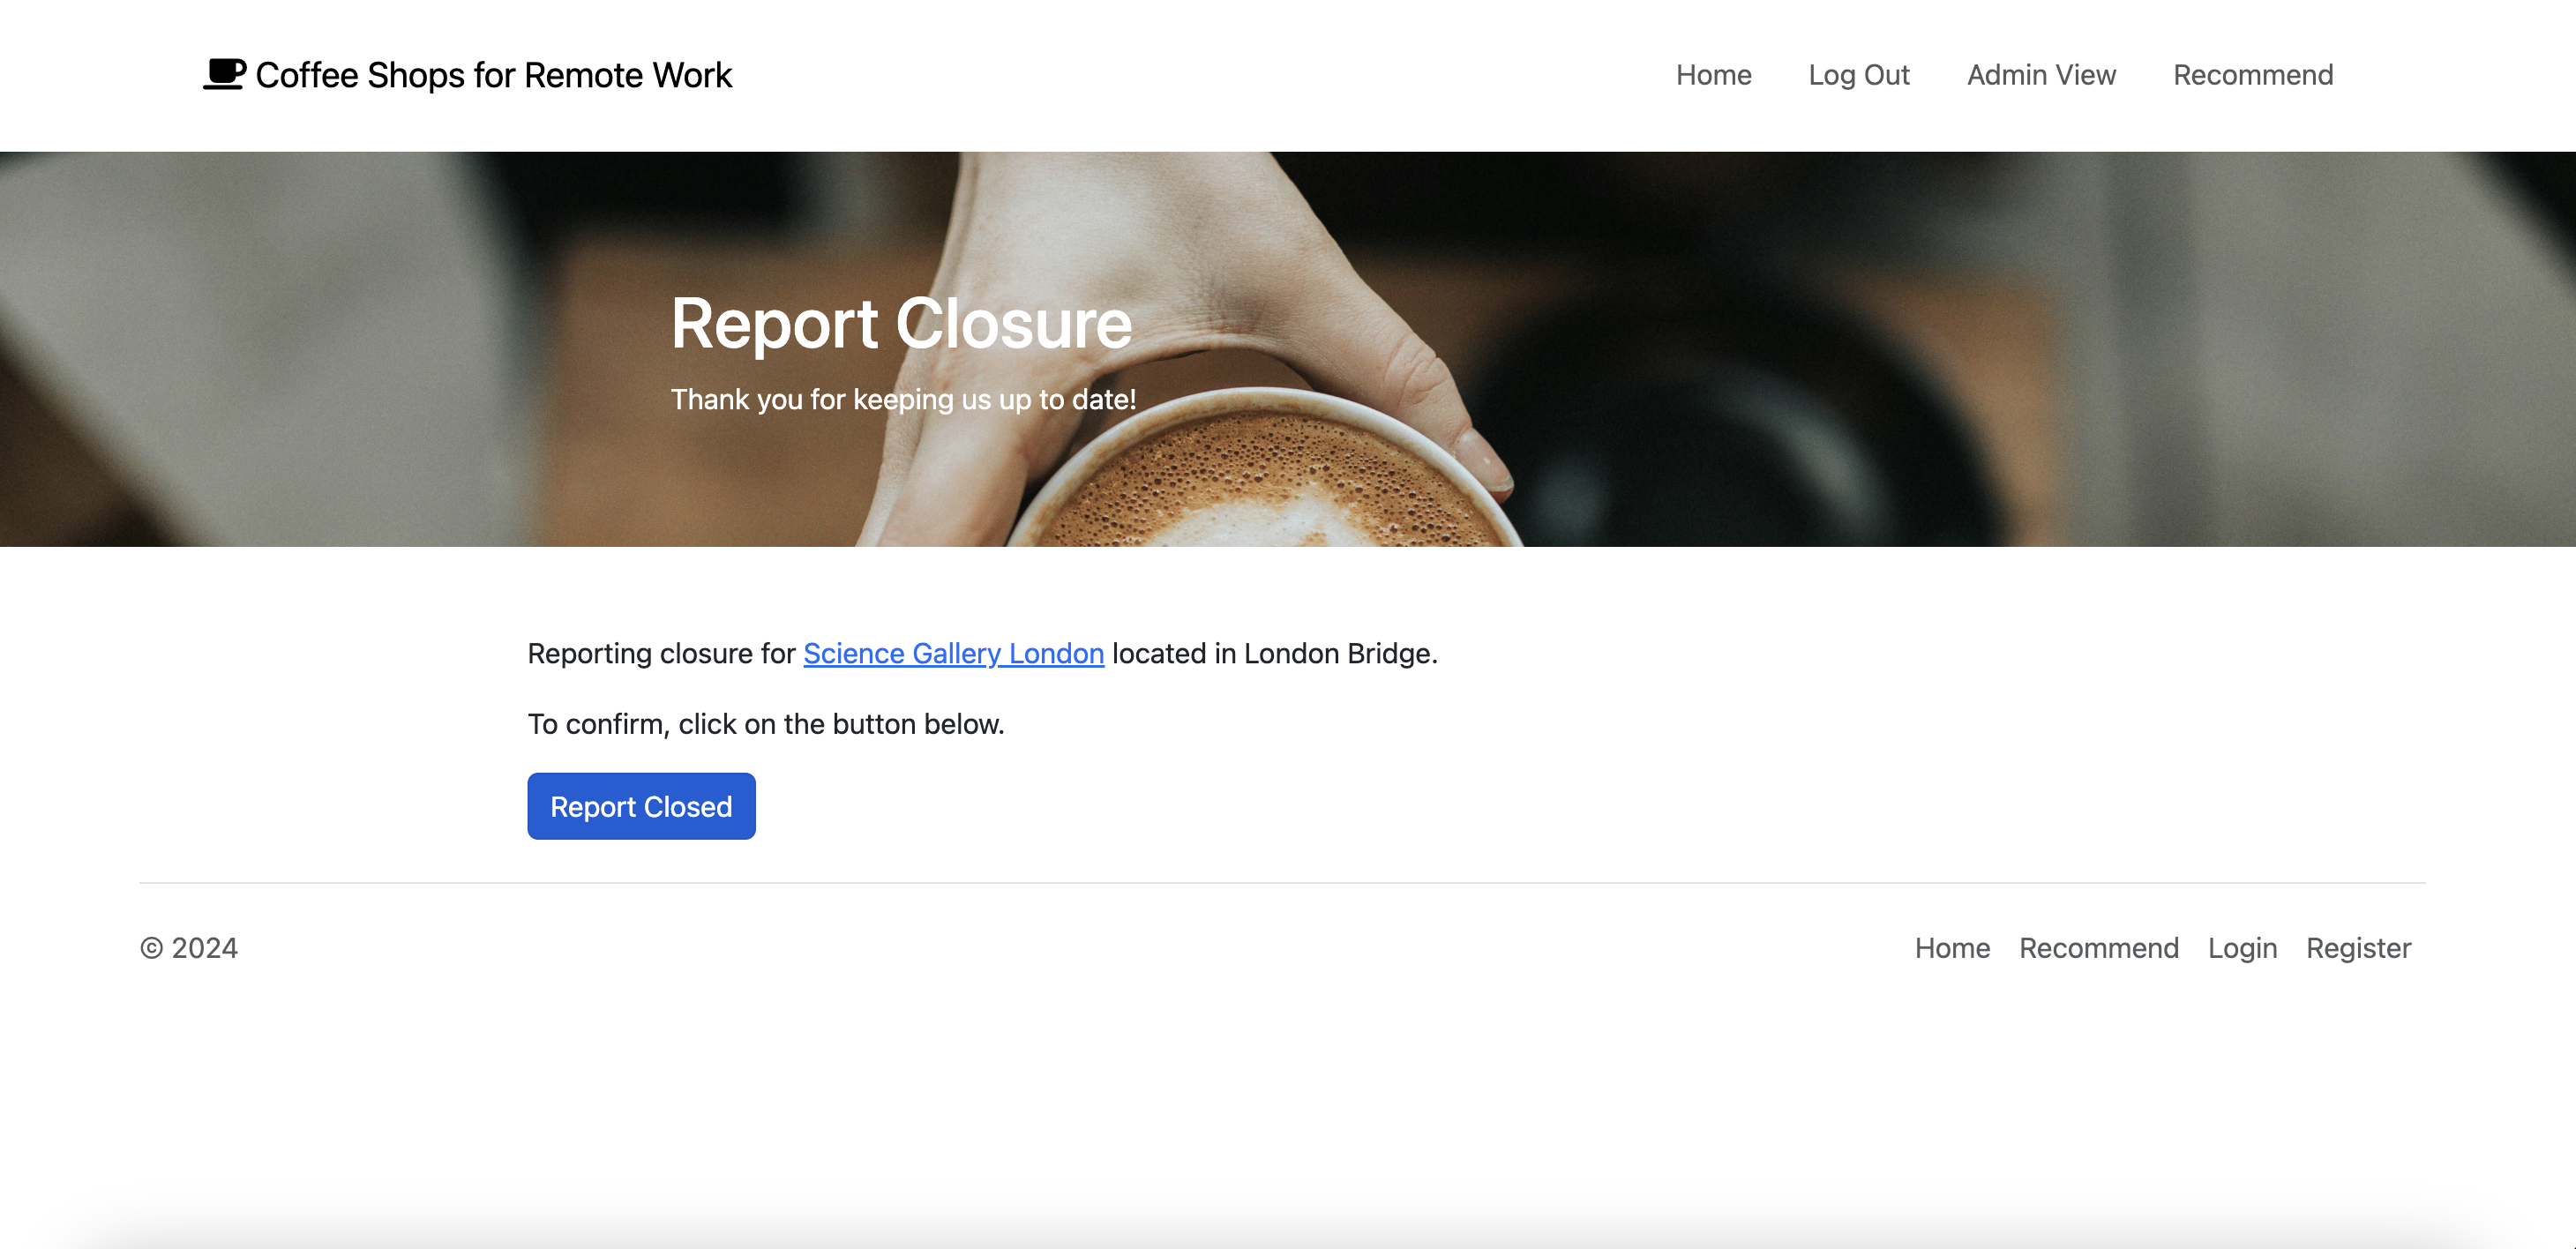 Coffee Shops for Remote Work
Home Log Out Admin View Recommend
Report Closure
Thank you for keeping us up to date!
Reporting closure for Science Gallery London located in London Bridge.
To confirm, click on the button below.
Report Closed
© 2024
Home Recommend Login Register